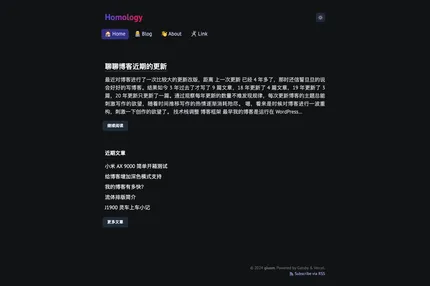 Homology
🏠 Home
📝 Blog
👋 About
🔗 Link
聊聊博客近期的更新
最近对博客进行了一次比较大的更新改版，距离 上一次更新 已经 4 年多了，那时还信誓旦旦的说
会好好的写博客，结果如今 3 年过去了才写了 9 篇文章，18 年更新了 4 篇文章，19 年更新了 3
篇，20 年更新只更新了一篇。通过观察每年更新的数量不难发现规律，每次更新博客的主题总能
刺激写作的欲望，随着时间推移写作的热情逐渐消耗殆尽。 嗯，看来是时候对博客进行一波重
构，刺激一下创作的欲望了。 技术栈调整 博客框架 最早我的博客是运行在 WordPress...
继续阅读
近期文章
小米 AX 9000 简单开箱测试
给博客增加深色模式支持
我的博客有多快?
流体排版简介
J1900 灵车上车小记
更多文章
Powered by Gatsby & Vercel.
Subscribe via RSS